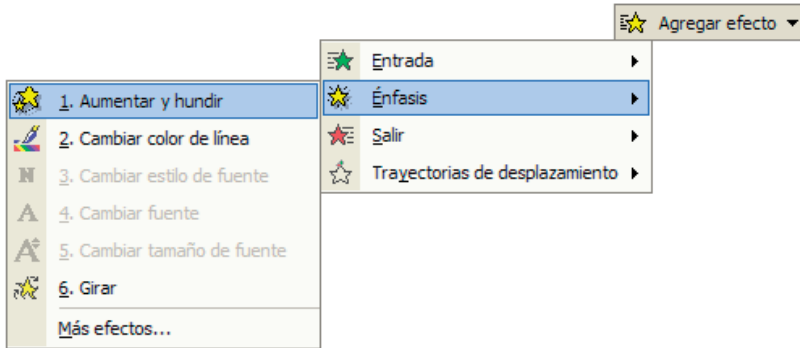 Agregar efecto
Entrada
Énfasis
Salir
Trayectorias de desplazamiento
1. Aumentar y hundir
2. Cambiar color de línea
3. Cambiar estilo de fuente
4. Cambiar fuente
5. Cambiar tamaño de fuente
6. Girar
Más efectos...